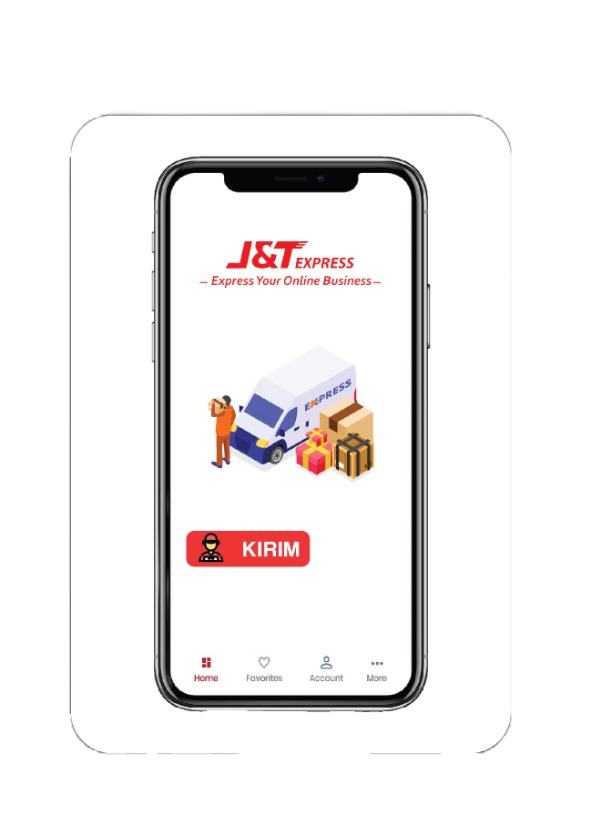 J&T EXPRESS
— Express Your Online Business —
EXPRESS
KIRIM
Home Favorites Account More